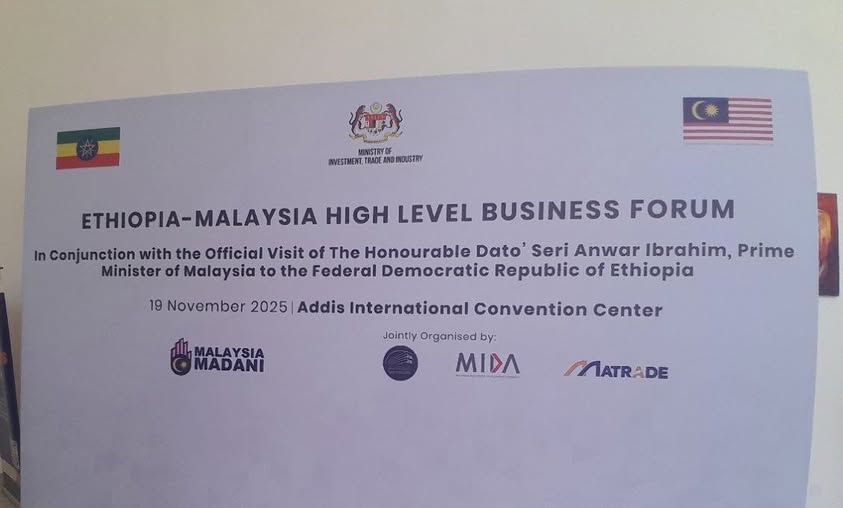 MINISTRY OF
INVESTMENT, TRADE AND INDUSTRY
ETHIOPIA-MALAYSIA HIGH LEVEL BUSINESS FORUM
In Conjunction with the Official Visit of The Honourable Dato’ Seri Anwar Ibrahim, Prime
Minister of Malaysia to the Federal Democratic Republic of Ethiopia
19 November 2025 | Addis International Convention Center
Jointly Organised by:
MALAYSIA
MADANI
MIDA
MATRADE